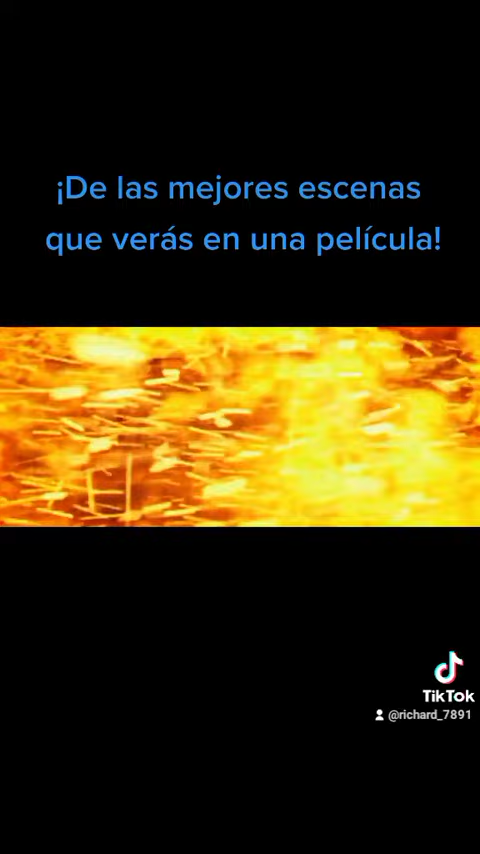 ¡De las mejores escenas
que verás en una película!
TikTok
@richard_7891